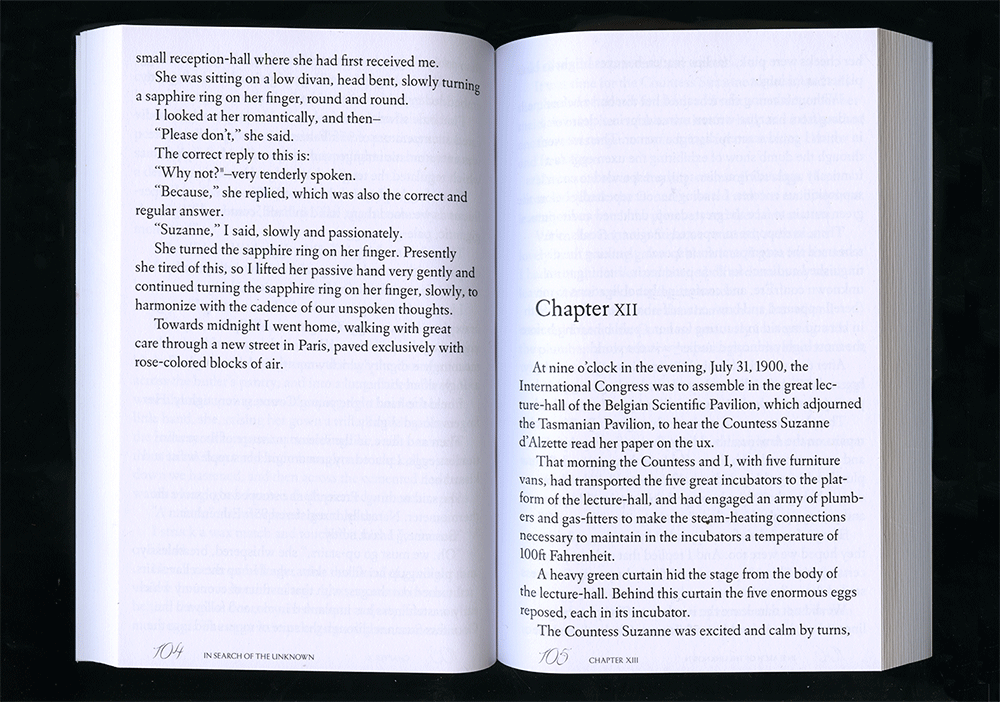 small reception-hall where she had first received me.
She was sitting on a low divan, head bent, slowly turning
a sapphire ring on her finger, round and round.
I looked at her romantically, and then–
“Please don’t,” she said.
The correct reply to this is:
“Why not?"–very tenderly spoken.
“Because,” she replied, which was also the correct and
regular answer.
“Suzanne,” I said, slowly and passionately.
She turned the sapphire ring on her finger. Presently
she tired of this, so I lifted her passive hand very gently and
continued turning the sapphire ring on her finger, slowly, to
harmonize with the cadence of our unspoken thoughts.
Towards midnight I went home, walking with great
care through a new street in Paris, paved exclusively with
rose-colored blocks of air.
104 IN SEARCH OF THE UNKNOWN
Chapter XII
At nine o’clock in the evening, July 31, 1900, the
International Congress was to assemble in the great lec-
ture-hall of the Belgian Scientific Pavilion, which adjourned
the Tasmanian Pavilion, to hear the Countess Suzanne
d’Alzette read her paper on the ux.
That morning the Countess and I, with five furniture
vans, had transported the five great incubators to the plat-
form of the lecture-hall, and had engaged an army of plumb-
ers and gas-fitters to make the steam-heating connections
necessary to maintain in the incubators a temperature of
100ft Fahrenheit.
A heavy green curtain hid the stage from the body of
the lecture-hall. Behind this curtain the five enormous eggs
reposed, each in its incubator.
The Countess Suzanne was excited and calm by turns,
105 CHAPTER XIII